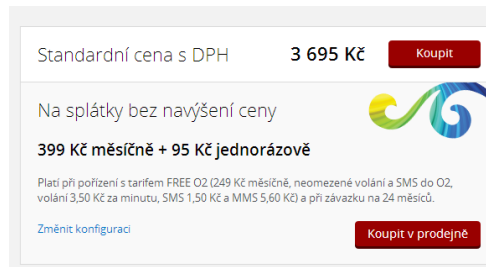 Standardní cena s DPH 3 695 Kč Koupit
Na splátky bez navýšení ceny
399 Kč měsíčně + 95 Kč jednorázově
Platí při pořízení s tarifem FREE O2 (249 Kč měsíčně, neomezené volání a SMS do O2,
volání 3,50 Kč za minutu, SMS 1,50 Kč a MMS 5,60 Kč) a při závazku na 24 měsíců.
Změnit konfiguraci
Koupit v prodejně